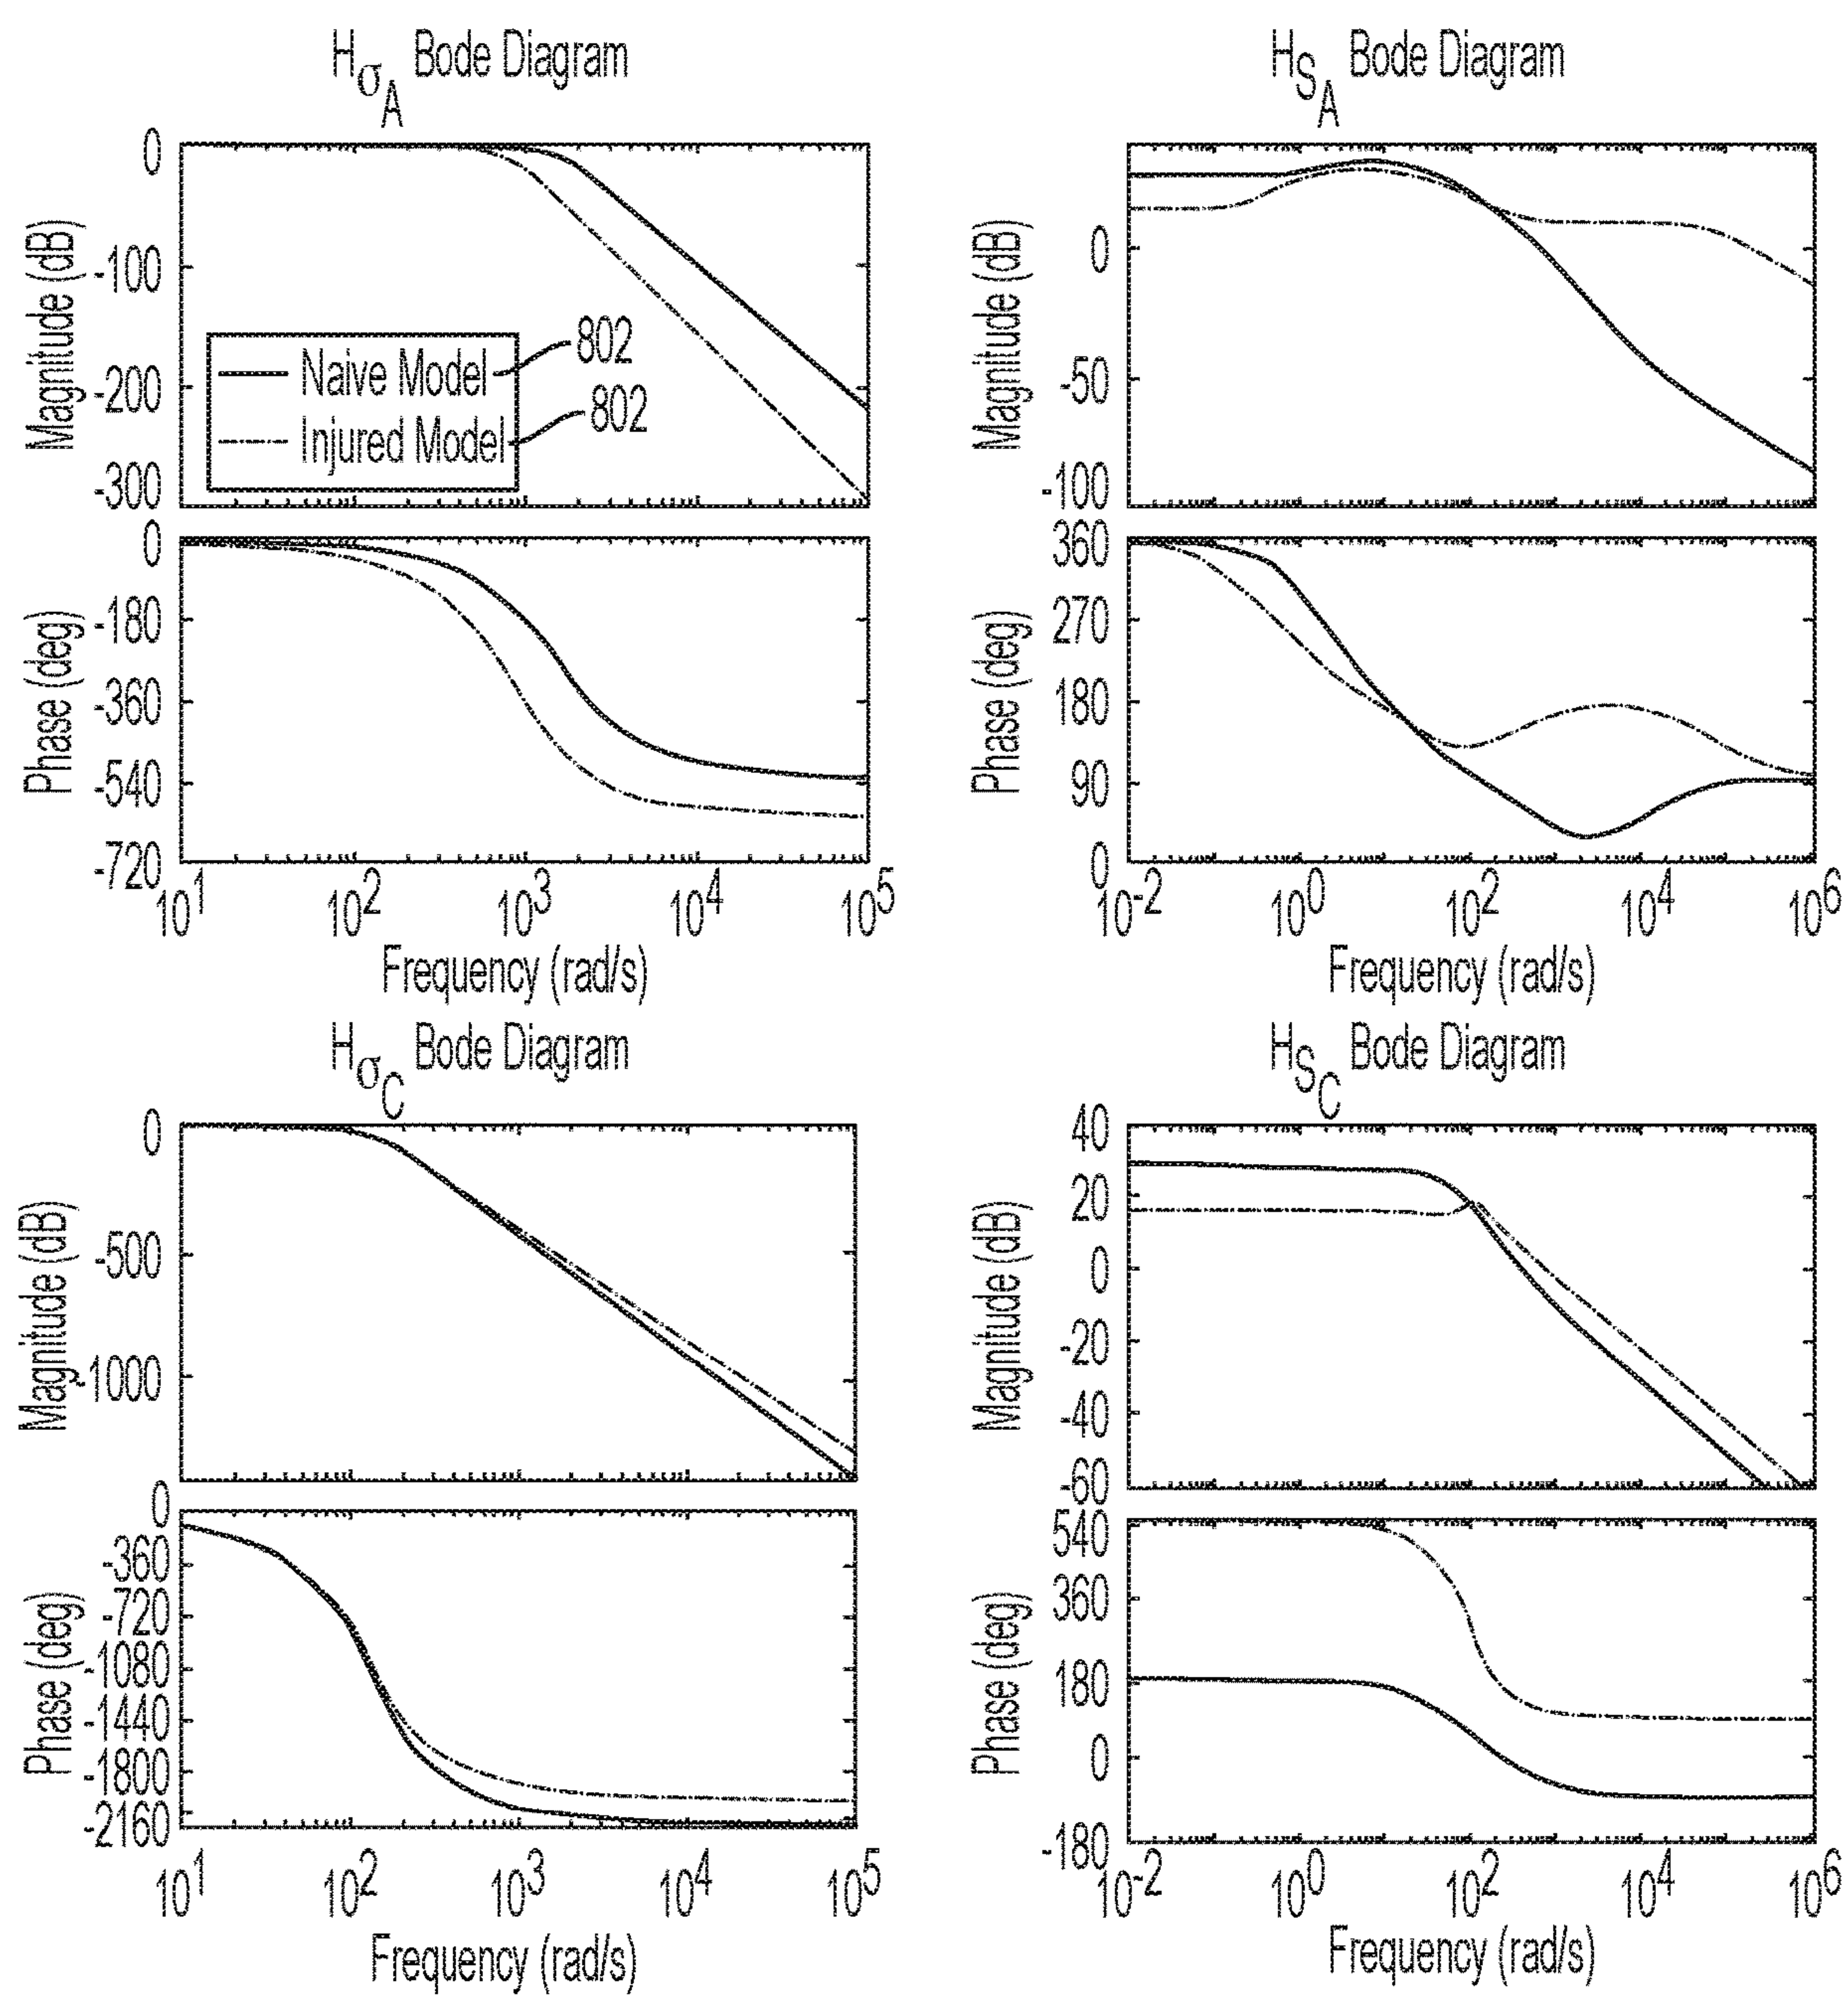 HσA Bode Diagram
Magnitude (dB)
0
-100
-200
-300
Naive Model
802
Injured Model
802
Phase (deg)
0
-180
-360
-540
-720
10^1 10^2 10^3 10^4 10^5
Frequency (rad/s)
HSA Bode Diagram
Magnitude (dB)
0
-50
-100
Phase (deg)
360
270
180
90
0
10^-2 10^0 10^2 10^4 10^6
Frequency (rad/s)
HσC Bode Diagram
Magnitude (dB)
0
-500
-1000
Phase (deg)
0
-360
-720
-1080
-1440
-1800
-2160
10^1 10^2 10^3 10^4 10^5
Frequency (rad/s)
HSC Bode Diagram
Magnitude (dB)
40
20
0
-20
-40
-60
Phase (deg)
540
360
180
0
-180
10^-2 10^0 10^2 10^4 10^6
Frequency (rad/s)